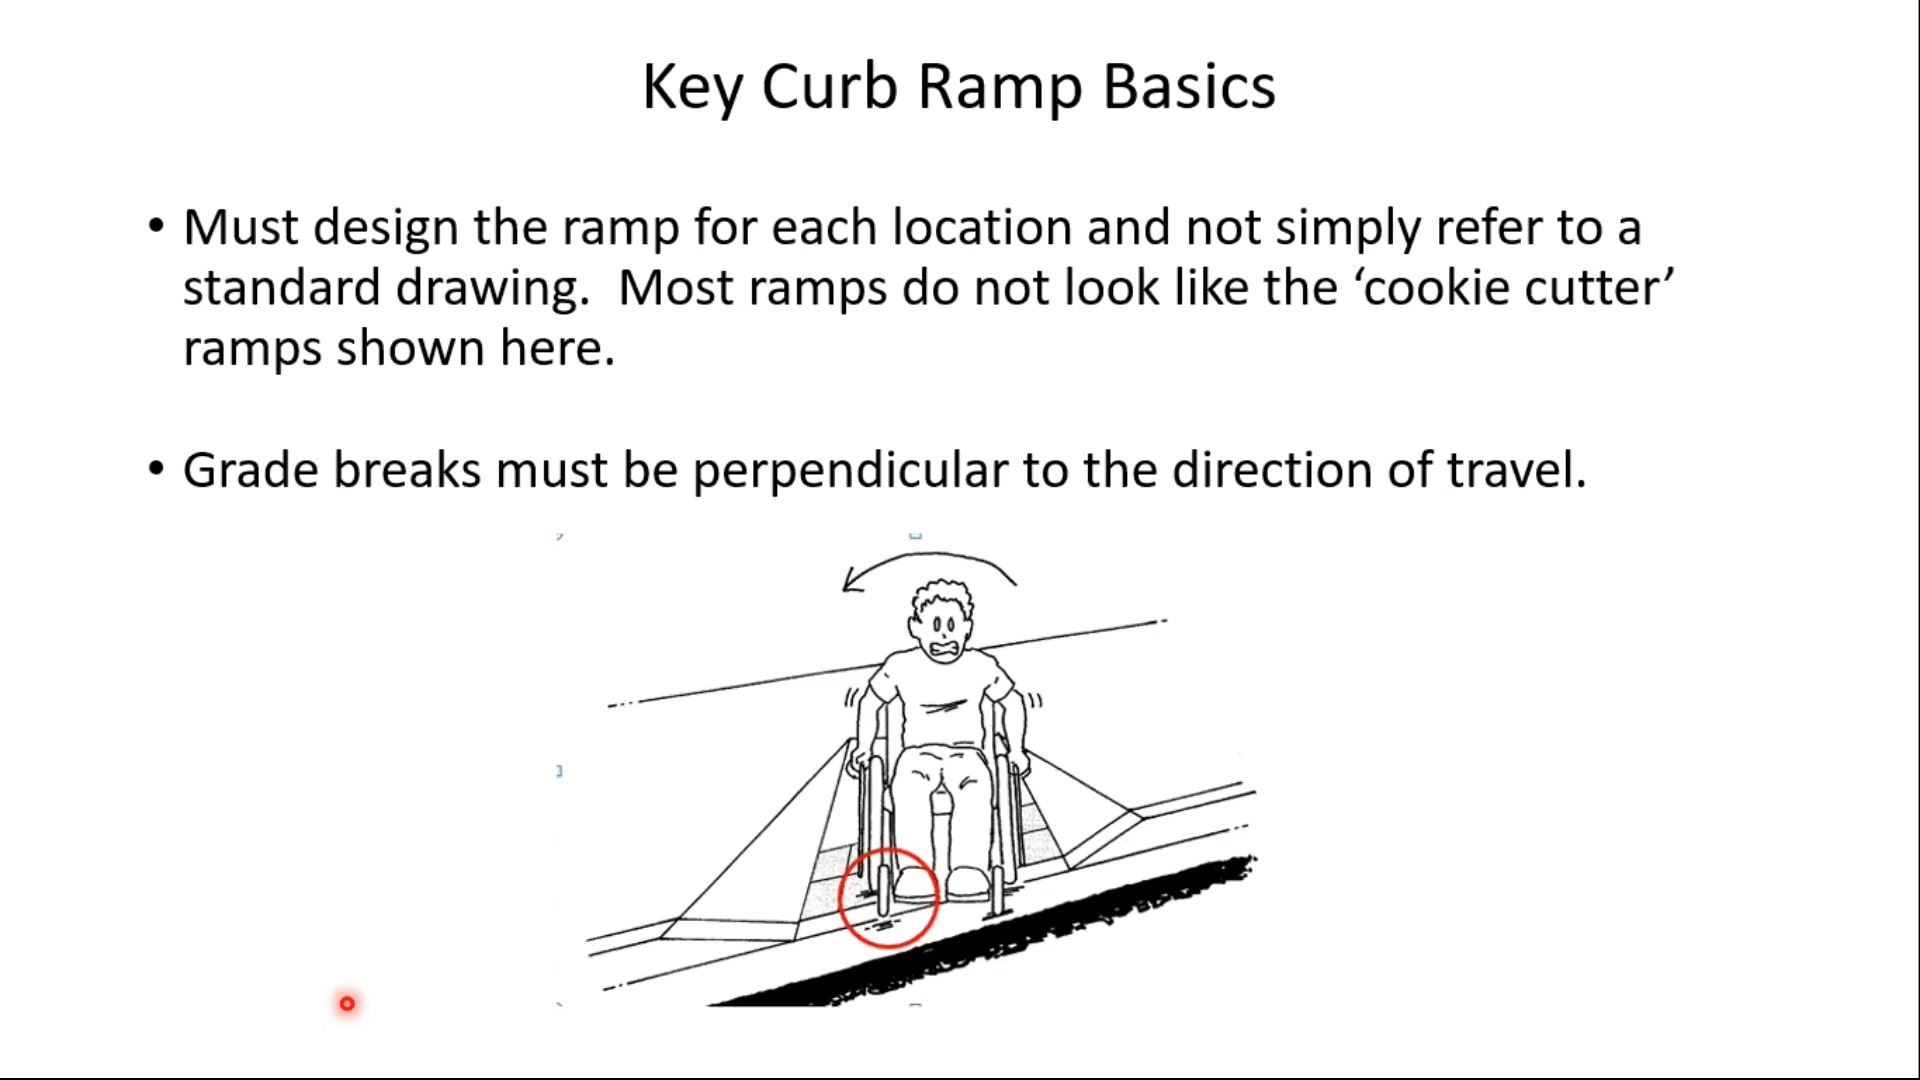 Key Curb Ramp Basics
• Must design the ramp for each location and not simply refer to a
standard drawing.  Most ramps do not look like the ‘cookie cutter’
ramps shown here.
• Grade breaks must be perpendicular to the direction of travel.